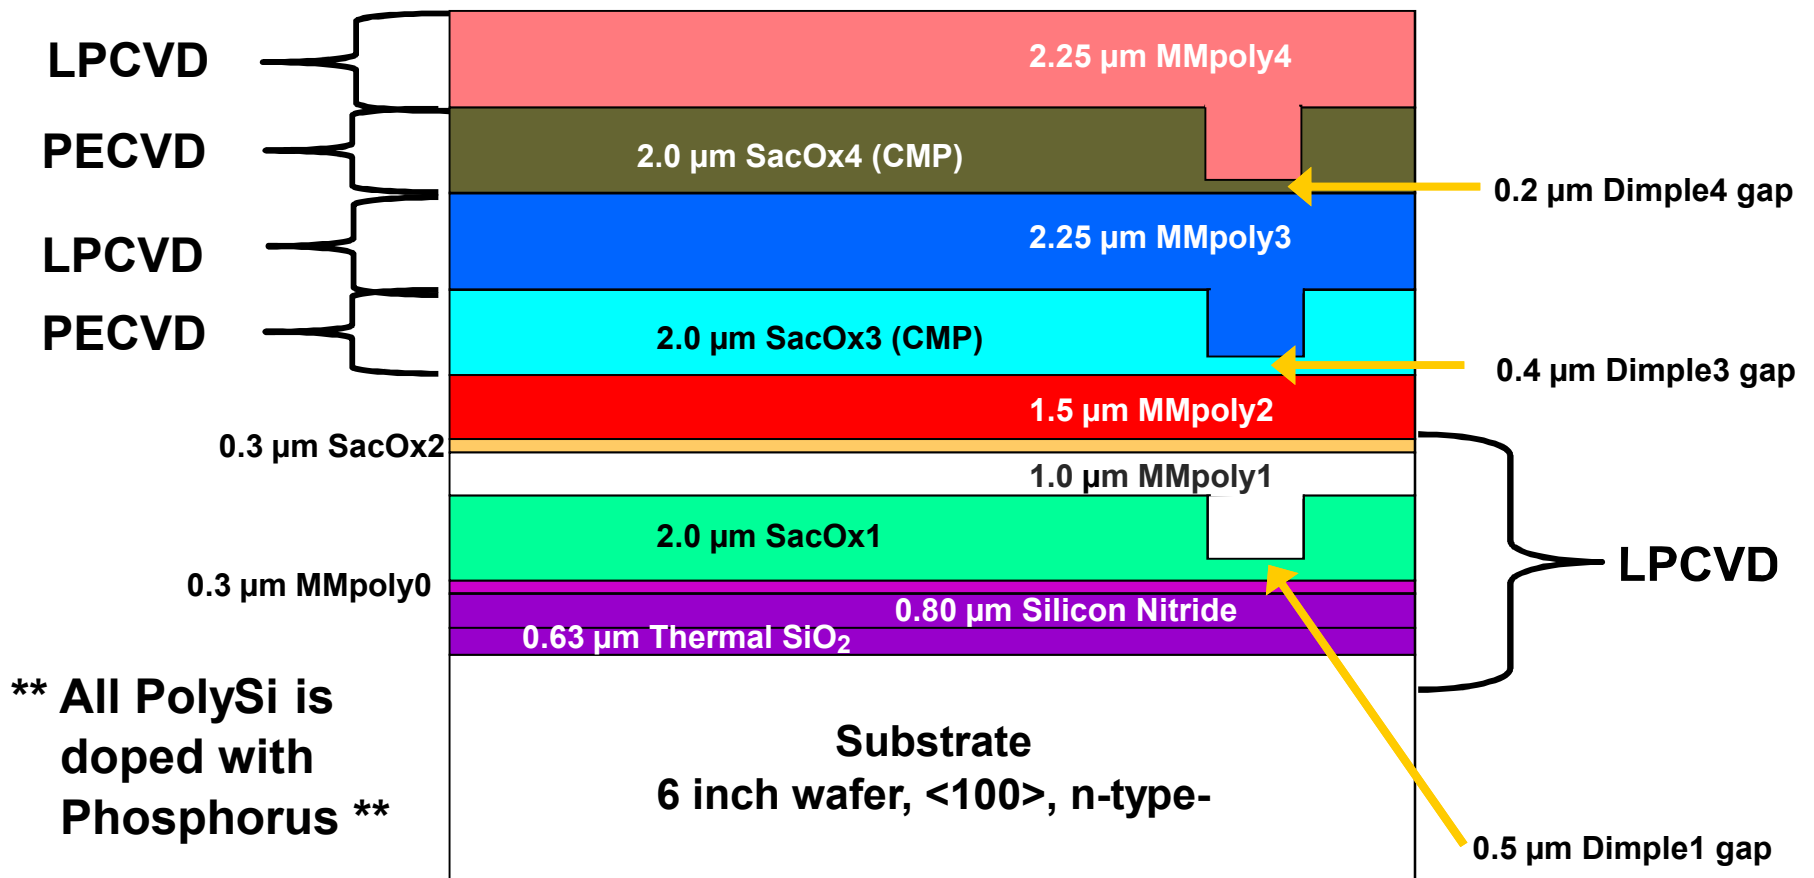 LPCVD
2.25 µm MMpoly4
PECVD
2.0 µm SacOx4 (CMP)
0.2 µm Dimple4 gap
LPCVD
2.25 µm MMpoly3
PECVD
2.0 µm SacOx3 (CMP)
0.4 µm Dimple3 gap
1.5 µm MMpoly2
0.3 µm SacOx2
1.0 µm MMpoly1
2.0 µm SacOx1
LPCVD
0.3 µm MMpoly0
0.80 µm Silicon Nitride
0.63 µm Thermal SiO₂
** All PolySi is
doped with
Phosphorus **
Substrate
6 inch wafer, <100>, n-type-
0.5 µm Dimple1 gap